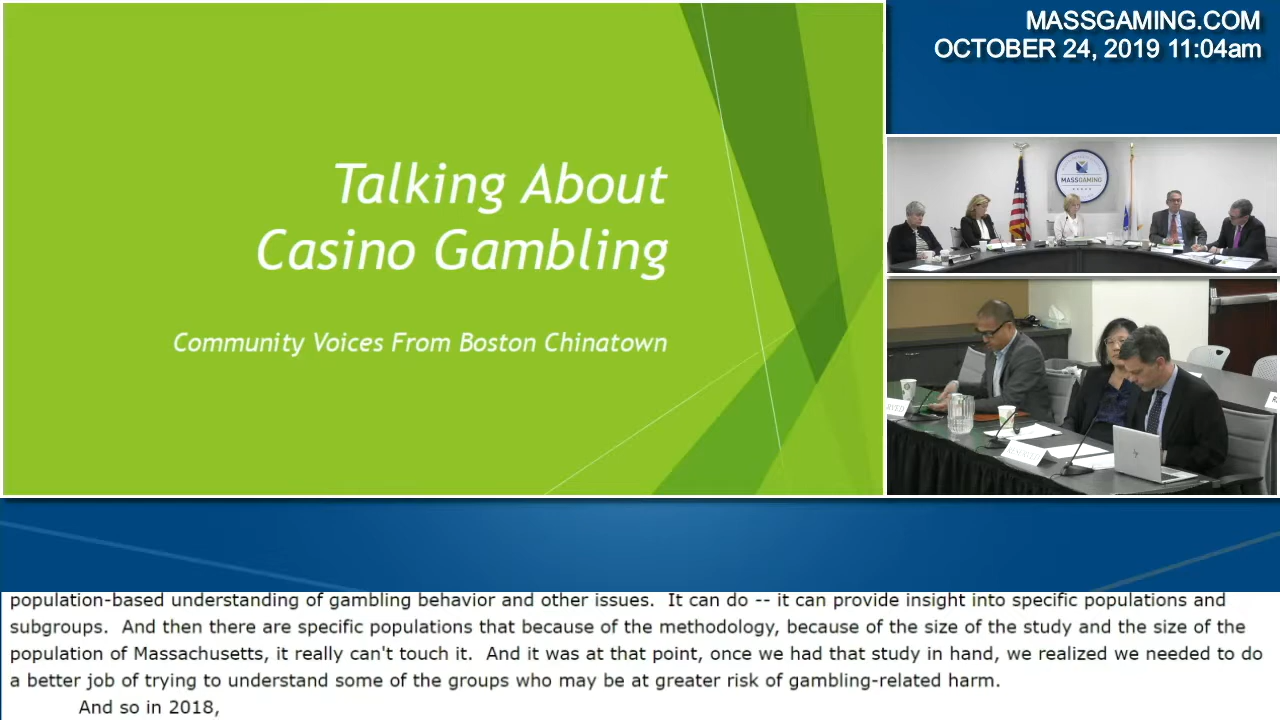 Talking About
Casino Gambling
Community Voices From Boston Chinatown
MASSGAMING.COM
OCTOBER 24, 2019 11:04am
MASSGAMING
RESERVED
population-based understanding of gambling behavior and other issues.  It can do -- it can provide insight into specific populations and
subgroups.  And then there are specific populations that because of the methodology, because of the size of the study and the size of the
population of Massachusetts, it really can't touch it.  And it was at that point, once we had that study in hand, we realized we needed to do
a better job of trying to understand some of the groups who may be at greater risk of gambling-related harm.
And so in 2018,